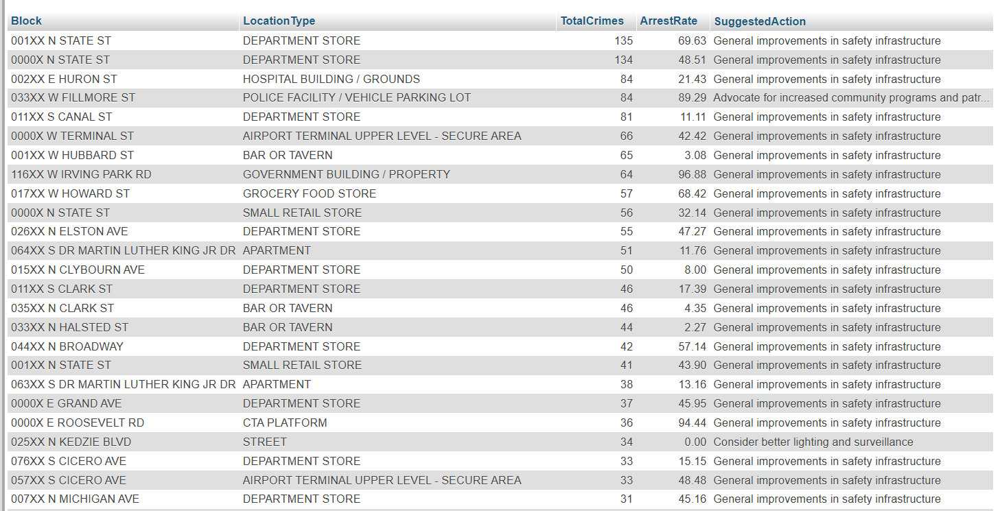 Block LocationType TotalCrimes ArrestRate SuggestedAction
001XX N STATE ST DEPARTMENT STORE 135 69.63 General improvements in safety infrastructure
0000X N STATE ST DEPARTMENT STORE 134 48.51 General improvements in safety infrastructure
002XX E HURON ST HOSPITAL BUILDING / GROUNDS 84 21.43 General improvements in safety infrastructure
033XX W FILLMORE ST POLICE FACILITY / VEHICLE PARKING LOT 84 89.29 Advocate for increased community programs and patr...
011XX S CANAL ST DEPARTMENT STORE 81 11.11 General improvements in safety infrastructure
0000X W TERMINAL ST AIRPORT TERMINAL UPPER LEVEL - SECURE AREA 66 42.42 General improvements in safety infrastructure
001XX W HUBBARD ST BAR OR TAVERN 65 3.08 General improvements in safety infrastructure
116XX W IRVING PARK RD GOVERNMENT BUILDING / PROPERTY 64 96.88 General improvements in safety infrastructure
017XX W HOWARD ST GROCERY FOOD STORE 57 68.42 General improvements in safety infrastructure
0000X N STATE ST SMALL RETAIL STORE 56 32.14 General improvements in safety infrastructure
026XX N ELSTON AVE DEPARTMENT STORE 55 47.27 General improvements in safety infrastructure
064XX S DR MARTIN LUTHER KING JR DR APARTMENT 51 11.76 General improvements in safety infrastructure
015XX N CLYBOURN AVE DEPARTMENT STORE 50 8.00 General improvements in safety infrastructure
011XX S CLARK ST DEPARTMENT STORE 46 17.39 General improvements in safety infrastructure
035XX N CLARK ST BAR OR TAVERN 46 4.35 General improvements in safety infrastructure
033XX N HALSTED ST BAR OR TAVERN 44 2.27 General improvements in safety infrastructure
044XX N BROADWAY DEPARTMENT STORE 42 57.14 General improvements in safety infrastructure
001XX N STATE ST SMALL RETAIL STORE 41 43.90 General improvements in safety infrastructure
063XX S DR MARTIN LUTHER KING JR DR APARTMENT 38 13.16 General improvements in safety infrastructure
0000X E GRAND AVE DEPARTMENT STORE 37 45.95 General improvements in safety infrastructure
0000X E ROOSEVELT RD CTA PLATFORM 36 94.44 General improvements in safety infrastructure
025XX N KEDZIE BLVD STREET 34 0.00 Consider better lighting and surveillance
076XX S CICERO AVE DEPARTMENT STORE 33 15.15 General improvements in safety infrastructure
057XX S CICERO AVE AIRPORT TERMINAL UPPER LEVEL - SECURE AREA 33 48.48 General improvements in safety infrastructure
007XX N MICHIGAN AVE DEPARTMENT STORE 31 45.16 General improvements in safety infrastructure